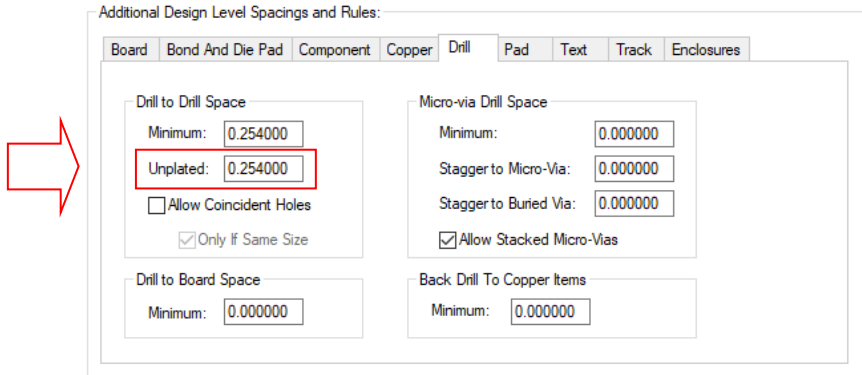 Additional Design Level Spacings and Rules:
Board Bond And Die Pad Component Copper Drill Pad Text Track Enclosures
Drill to Drill Space
Minimum: 0.254000
Unplated: 0.254000
Allow Coincident Holes
Only If Same Size
Micro-via Drill Space
Minimum: 0.000000
Stagger to Micro-Via: 0.000000
Stagger to Buried Via: 0.000000
Allow Stacked Micro-Vias
Drill to Board Space
Minimum: 0.000000
Back Drill To Copper Items
Minimum: 0.000000